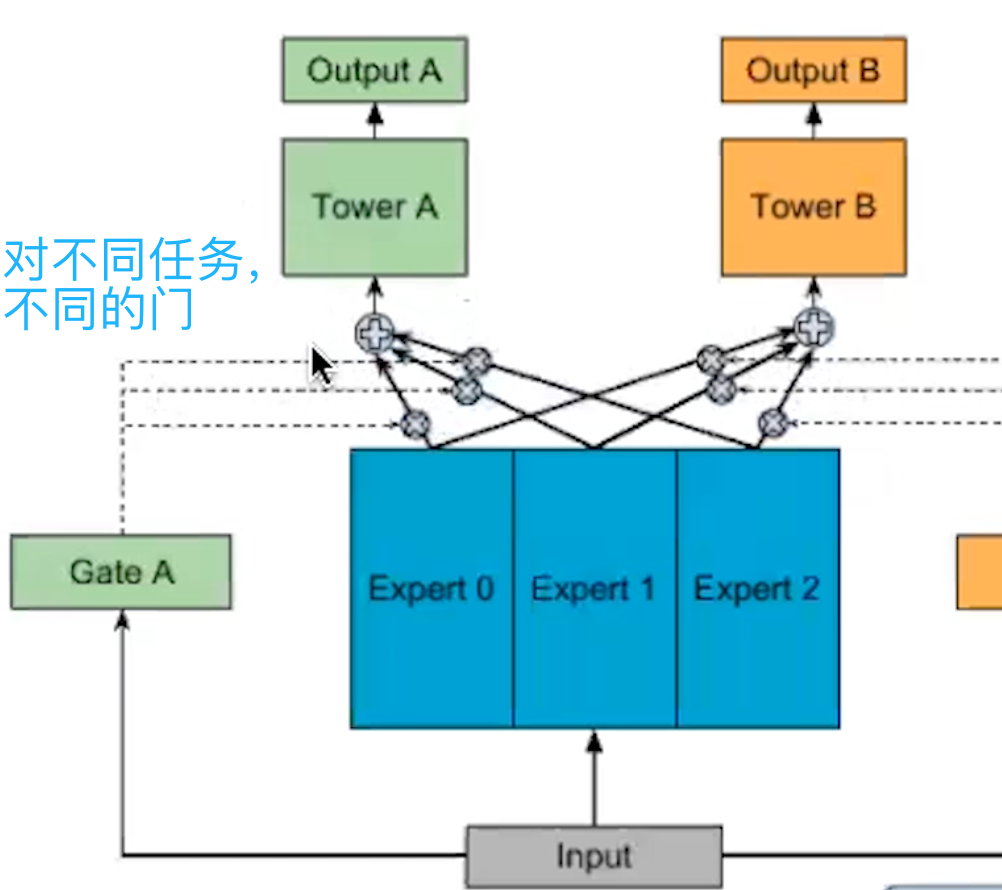 Output A
Output B
Tower A
Tower B
对不同任务，
不同的门
Gate A
Expert 0
Expert 1
Expert 2
Input